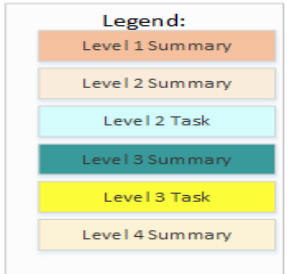 Legend:
Level 1 Summary
Level 2 Summary
Level 2 Task
Level 3 Summary
Level 3 Task
Level 4 Summary